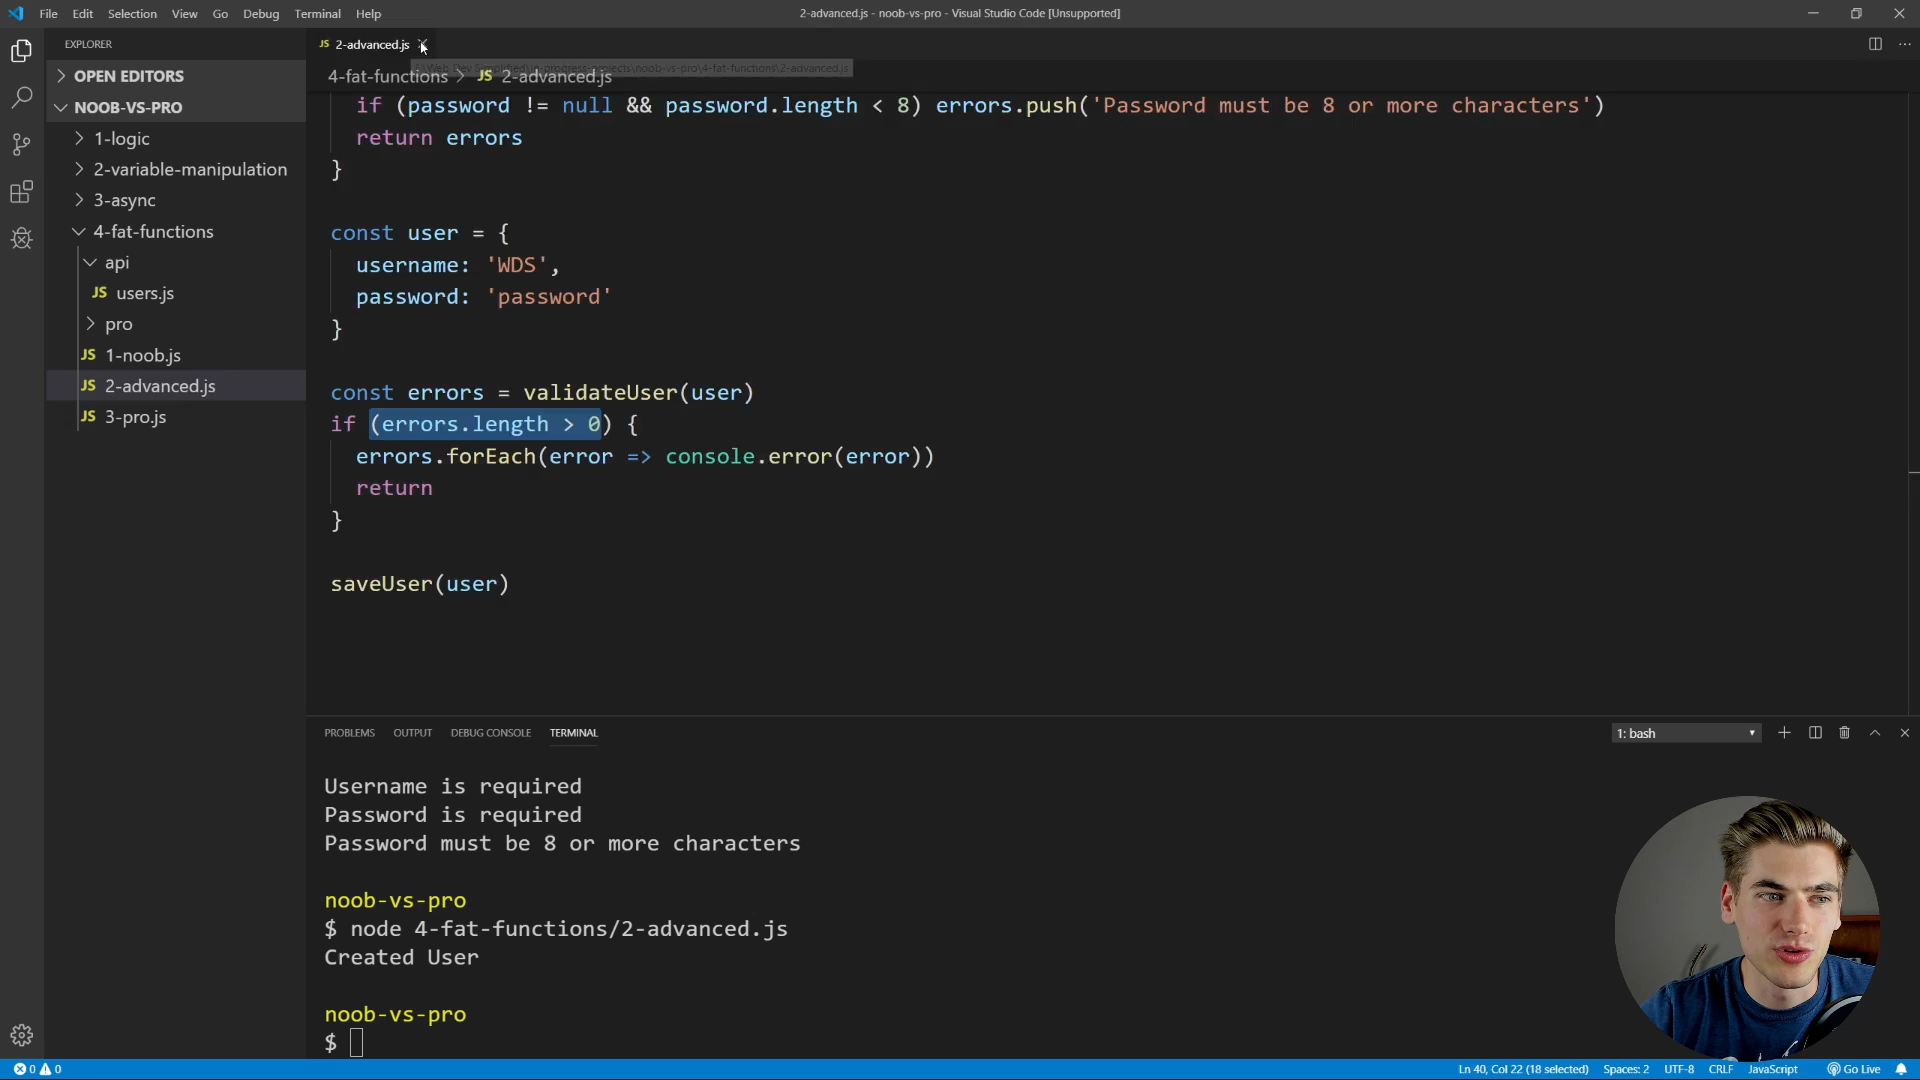 File Edit Selection View Go Debug Terminal Help
2-advanced.js - noob-vs-pro - Visual Studio Code [Unsupported]
EXPLORER
OPEN EDITORS
NOOB-VS-PRO
1-logic
2-variable-manipulation
3-async
4-fat-functions
api
JS users.js
pro
JS 1-noob.js
JS 2-advanced.js
JS 3-pro.js
JS 2-advanced.js
4-fat-functions > JS 2-advanced.js
if (password != null && password.length < 8) errors.push('Password must be 8 or more characters')
return errors
}
const user = {
username: 'WDS',
password: 'password'
}
const errors = validateUser(user)
if (errors.length > 0) {
errors.forEach(error => console.error(error))
return
}
saveUser(user)
PROBLEMS OUTPUT DEBUG CONSOLE TERMINAL
1: bash
Username is required
Password is required
Password must be 8 or more characters
noob-vs-pro
$ node 4-fat-functions/2-advanced.js
Created User
noob-vs-pro
$
0 0
Ln 40, Col 22 (18 selected) Spaces: 2 UTF-8 CRLF JavaScript Go Live